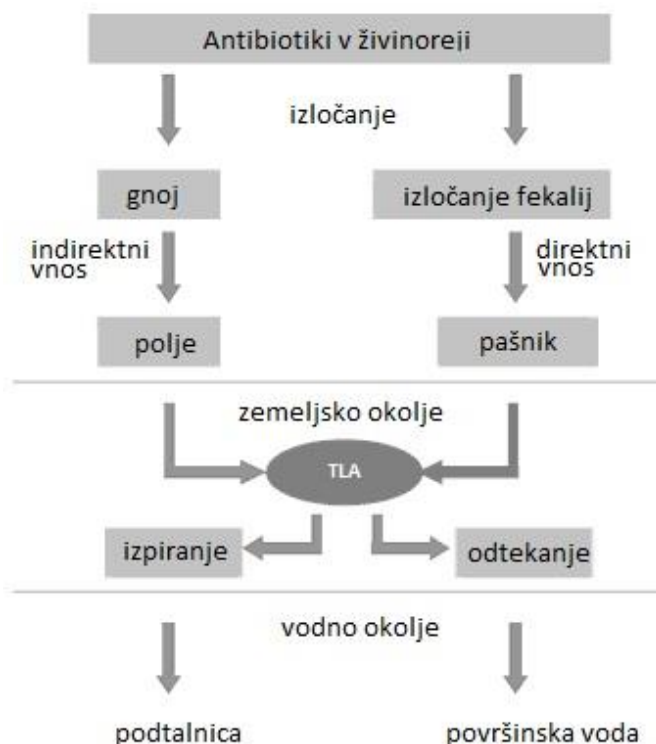 Antibiotiki v živinoreji
izločanje
gnoj
izločanje fekalij
indirektni
vnos
direktni
vnos
polje
pašnik
zemeljsko okolje
TLA
izpiranje
odtekanje
vodno okolje
podtalnica
površinska voda